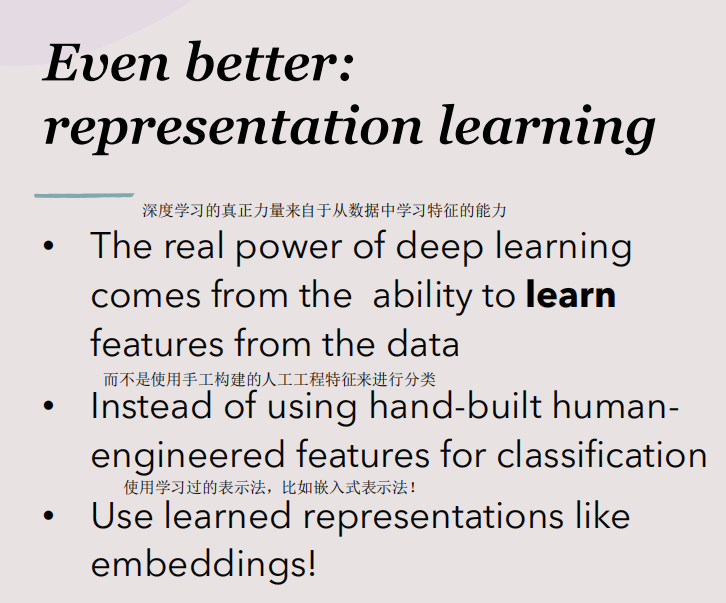 Even better:
representation learning
深度学习的真正力量来自于从数据中学习特征的能力
• The real power of deep learning
comes from the ability to learn
features from the data
而不是使用手工构建的人工工程特征来进行分类
• Instead of using hand-built human-
engineered features for classification
使用学习过的表示法，比如嵌入式表示法！
• Use learned representations like
embeddings!